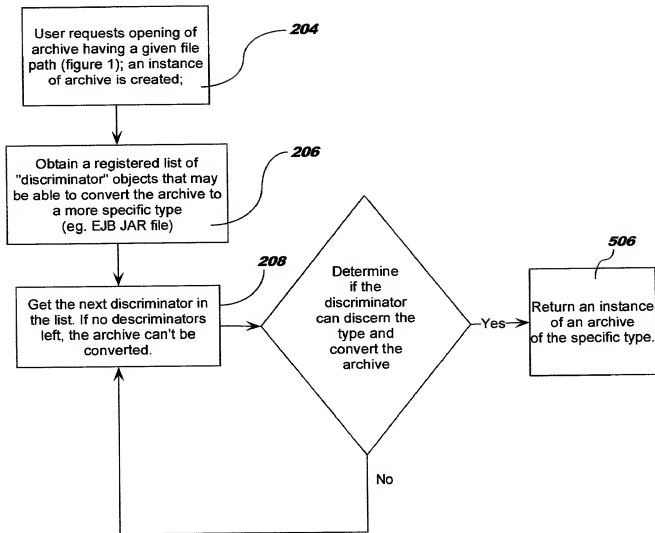 User requests opening of
archive having a given file
path (figure 1); an instance
of archive is created;
204
Obtain a registered list of
"discriminator" objects that may
be able to convert the archive to
a more specific type
(eg. EJB JAR file)
206
Get the next discriminator in
the list. If no descriminators
left, the archive can't be
converted.
208
Determine
if the
discriminator
can discern the
type and
convert the
archive
Yes
No
506
Return an instance
of an archive
of the specific type.